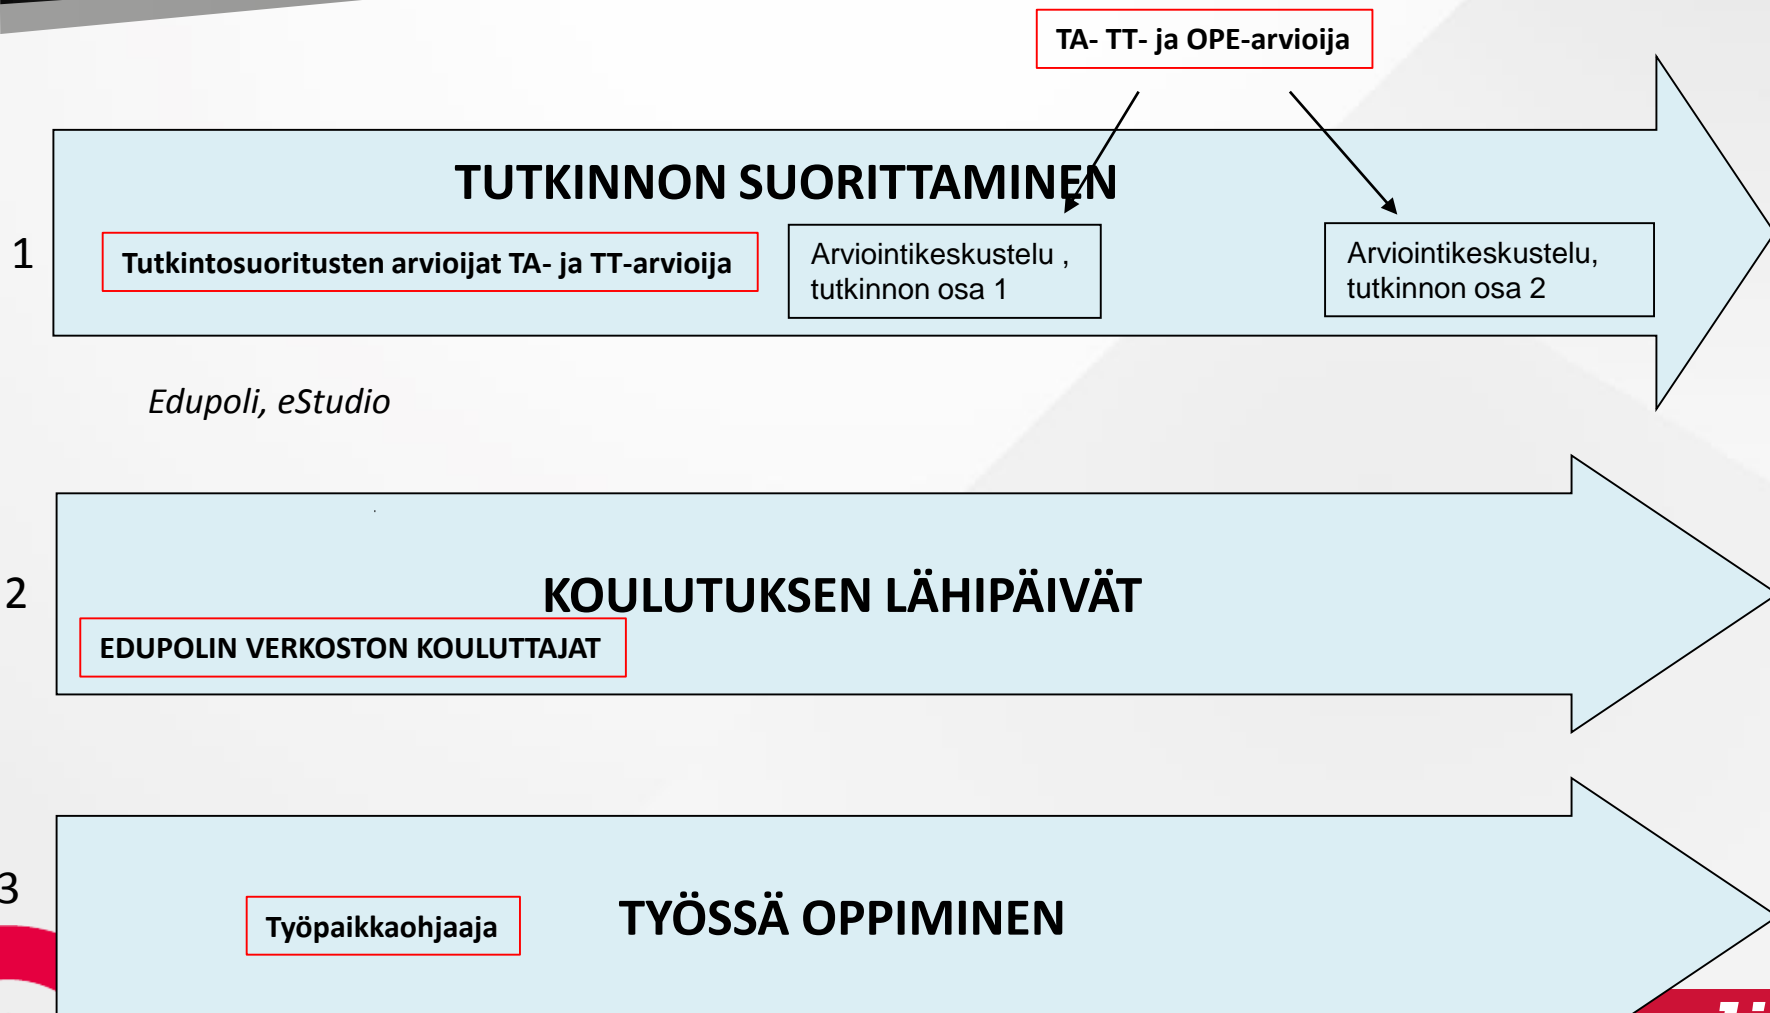 TA- TT- ja OPE-arvioija
TUTKINNON SUORITTAMINEN
1
Tutkintosuoritusten arvioijat TA- ja TT-arvioija
Arviointikeskustelu ,
tutkinnon osa 1
Arviointikeskustelu,
tutkinnon osa 2
Edupoli, eStudio
2
KOULUTUKSEN LÄHIPÄIVÄT
EDUPOLIN VERKOSTON KOULUTTAJAT
3
Työpaikkaohjaaja
TYÖSSÄ OPPIMINEN